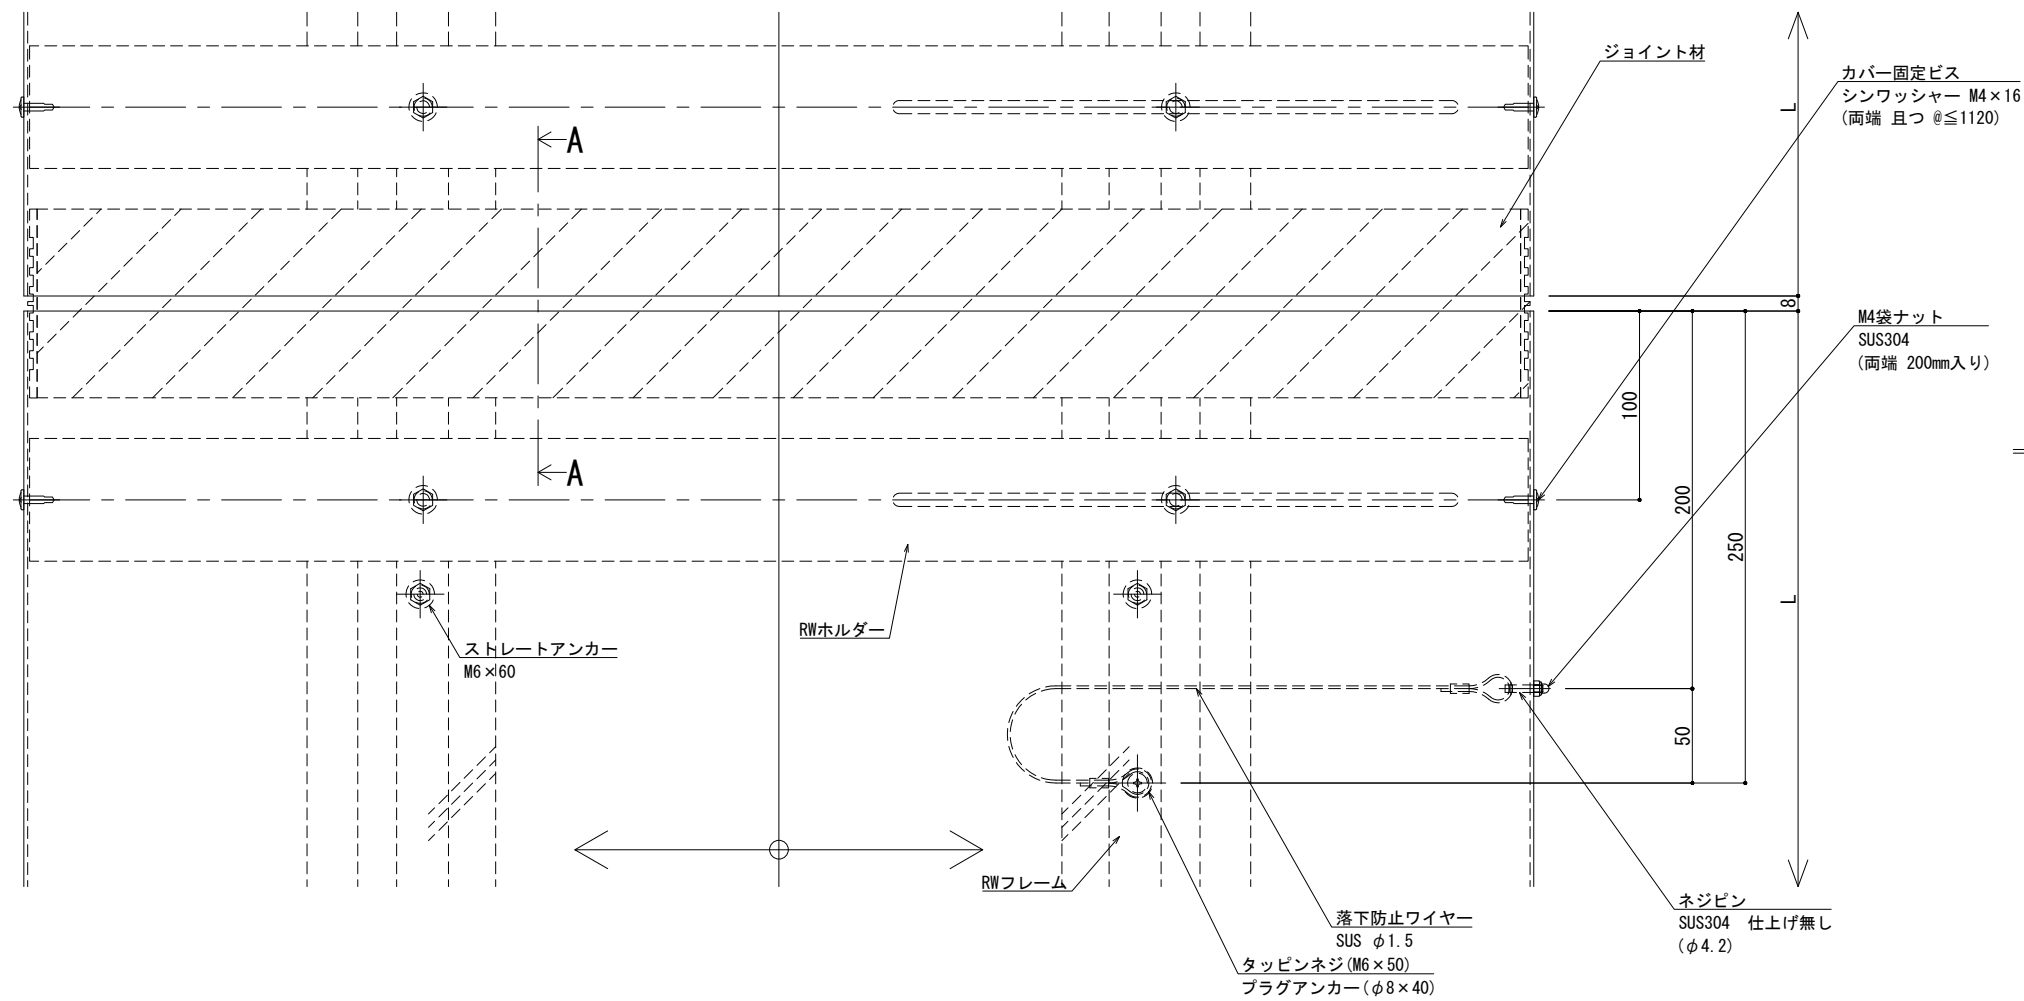 ジョイント材
カバー固定ビス
シンワッシャー M4×16
(両端 且つ @≦1120)
L
A
8
M4袋ナット
SUS304
(両端 200mm入り)
100
A
200
250
L
RWホルダー
ストレートアンカー
M6×60
50
RWフレーム
ネジピン
SUS304 仕上げ無し
(φ4.2)
落下防止ワイヤー
SUS φ1.5
タッピンネジ(M6×50)
プラグアンカー(φ8×40)